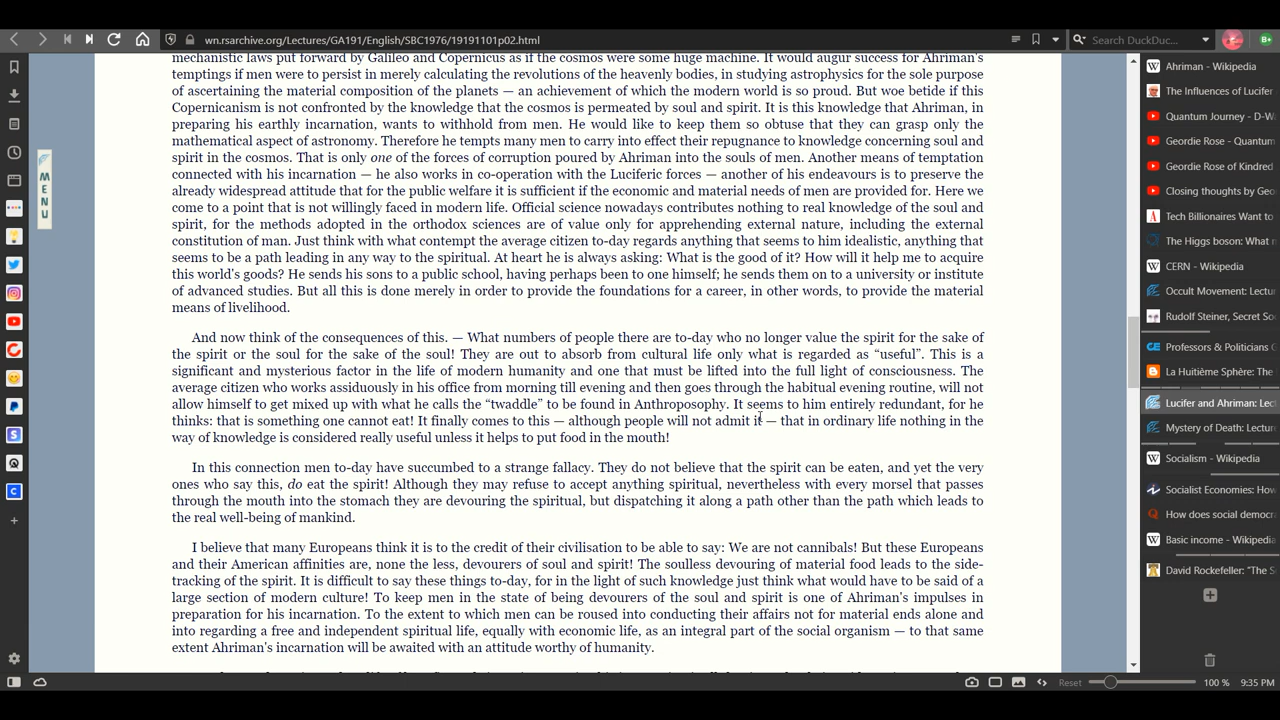 wn.rsarchive.org/Lectures/GA191/English/SBC1976/19191101p02.html
Search DuckDuc...
mechanistic laws put forward by Galileo and Copernicus as if the cosmos were some huge machine. It would augur success for Ahriman's
temptings if men were to persist in merely calculating the revolutions of the heavenly bodies, in studying astrophysics for the sole purpose
of ascertaining the material composition of the planets — an achievement of which the modern world is so proud. But woe betide if this
Copernicanism is not confronted by the knowledge that the cosmos is permeated by soul and spirit. It is this knowledge that Ahriman, in
preparing his earthly incarnation, wants to withhold from men. He would like to keep them so obtuse that they can grasp only the
mathematical aspect of astronomy. Therefore he tempts many men to carry into effect their repugnance to knowledge concerning soul and
spirit in the cosmos. That is only one of the forces of corruption poured by Ahriman into the souls of men. Another means of temptation
connected with his incarnation — he also works in co-operation with the Luciferic forces — another of his endeavours is to preserve the
already widespread attitude that for the public welfare it is sufficient if the economic and material needs of men are provided for. Here we
come to a point that is not willingly faced in modern life. Official science nowadays contributes nothing to real knowledge of the soul and
spirit, for the methods adopted in the orthodox sciences are of value only for apprehending external nature, including the external
constitution of man. Just think with what contempt the average citizen to-day regards anything that seems to him idealistic, anything that
seems to be a path leading in any way to the spiritual. At heart he is always asking: What is the good of it? How will it help me to acquire
this world's goods? He sends his sons to a public school, having perhaps been to one himself; he sends them on to a university or institute
of advanced studies. But all this is done merely in order to provide the foundations for a career, in other words, to provide the material
means of livelihood.
And now think of the consequences of this. — What numbers of people there are to-day who no longer value the spirit for the sake of
the spirit or the soul for the sake of the soul! They are out to absorb from cultural life only what is regarded as “useful”. This is a
significant and mysterious factor in the life of modern humanity and one that must be lifted into the full light of consciousness. The
average citizen who works assiduously in his office from morning till evening and then goes through the habitual evening routine, will not
allow himself to get mixed up with what he calls the “twaddle” to be found in Anthroposophy. It seems to him entirely redundant, for he
thinks: that is something one cannot eat! It finally comes to this — although people will not admit it — that in ordinary life nothing in the
way of knowledge is considered really useful unless it helps to put food in the mouth!
In this connection men to-day have succumbed to a strange fallacy. They do not believe that the spirit can be eaten, and yet the very
ones who say this, do eat the spirit! Although they may refuse to accept anything spiritual, nevertheless with every morsel that passes
through the mouth into the stomach they are devouring the spiritual, but dispatching it along a path other than the path which leads to
the real well-being of mankind.
I believe that many Europeans think it is to the credit of their civilisation to be able to say: We are not cannibals! But these Europeans
and their American affinities are, none the less, devourers of soul and spirit! The soulless devouring of material food leads to the side-
tracking of the spirit. It is difficult to say these things to-day, for in the light of such knowledge just think what would have to be said of a
large section of modern culture! To keep men in the state of being devourers of the soul and spirit is one of Ahriman's impulses in
preparation for his incarnation. To the extent to which men can be roused into conducting their affairs not for material ends alone and
into regarding a free and independent spiritual life, equally with economic life, as an integral part of the social organism — to that same
extent Ahriman's incarnation will be awaited with an attitude worthy of humanity.
MENU
Ahriman - Wikipedia
The Influences of Lucifer
Quantum Journey - D-W
Geordie Rose - Quantum
Geordie Rose of Kindred
Closing thoughts by Geo
Tech Billionaires Want to
The Higgs boson: What m
CERN - Wikipedia
Occult Movement: Lectu
Rudolf Steiner, Secret So
Professors & Politicians G
La Huitième Sphère: The
Lucifer and Ahriman: Lec
Mystery of Death: Lectur
Socialism - Wikipedia
Socialist Economies: How
How does social democra
Basic income - Wikipedia
David Rockefeller: "The S
Reset
100 %
9:35 PM